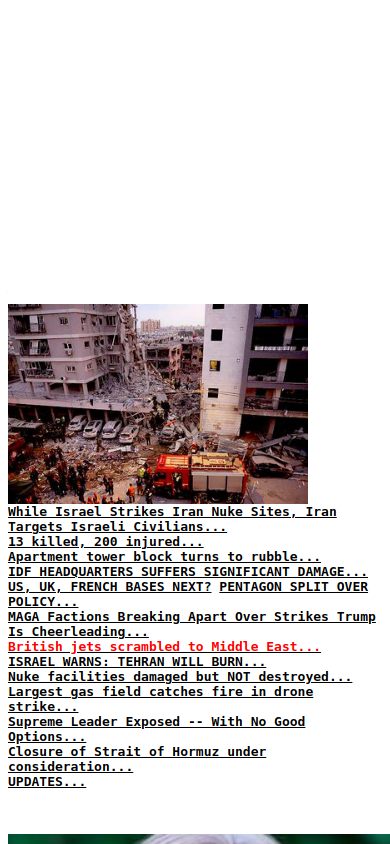 While Israel Strikes Iran Nuke Sites, Iran
Targets Israeli Civilians...
13 killed, 200 injured...
Apartment tower block turns to rubble...
IDF HEADQUARTERS SUFFERS SIGNIFICANT DAMAGE...
US, UK, FRENCH BASES NEXT? PENTAGON SPLIT OVER
POLICY...
MAGA Factions Breaking Apart Over Strikes Trump
Is Cheerleading...
British jets scrambled to Middle East...
ISRAEL WARNS: TEHRAN WILL BURN...
Nuke facilities damaged but NOT destroyed...
Largest gas field catches fire in drone
strike...
Supreme Leader Exposed -- With No Good
Options...
Closure of Strait of Hormuz under
consideration...
UPDATES...